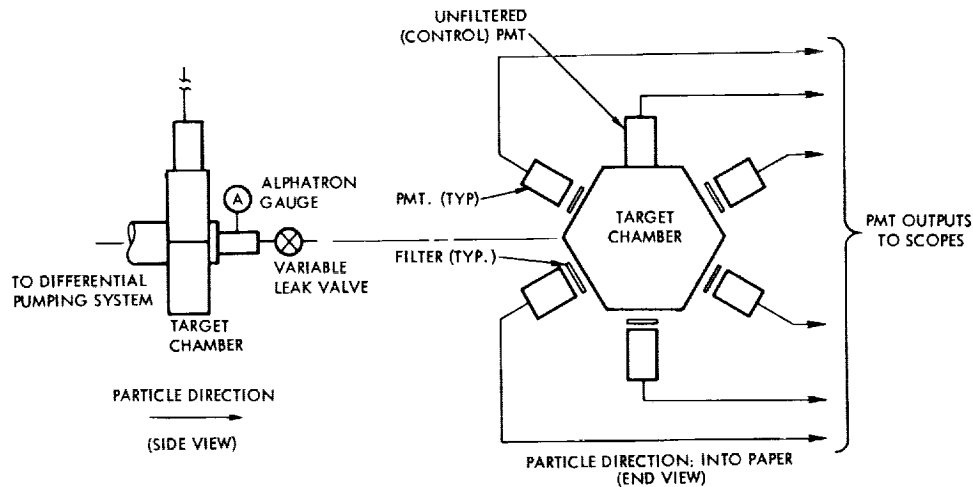 UNFILTERED
(CONTROL) PMT
A
ALPHATRON
GAUGE
PMT. (TYP)
TARGET
CHAMBER
PMT OUTPUTS
TO SCOPES
FILTER (TYP.)
VARIABLE
LEAK VALVE
TO DIFFERENTIAL
PUMPING SYSTEM
TARGET
CHAMBER
PARTICLE DIRECTION
(SIDE VIEW)
PARTICLE DIRECTION; INTO PAPER
(END VIEW)